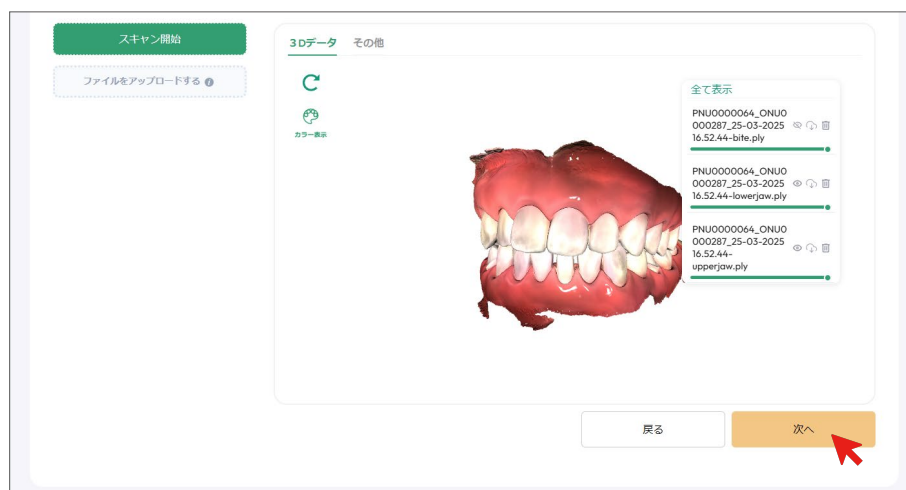 スキャン開始
ファイルをアップロードする
3Dデータ その他
カラー表示
全て表示
PNU0000064_ONU0
000287_25-03-2025
16.52.44-bite.ply
PNU0000064_ONU0
000287_25-03-2025
16.52.44-lowerjaw.ply
PNU0000064_ONU0
000287_25-03-2025
16.52.44-
upperjaw.ply
戻る
次へ